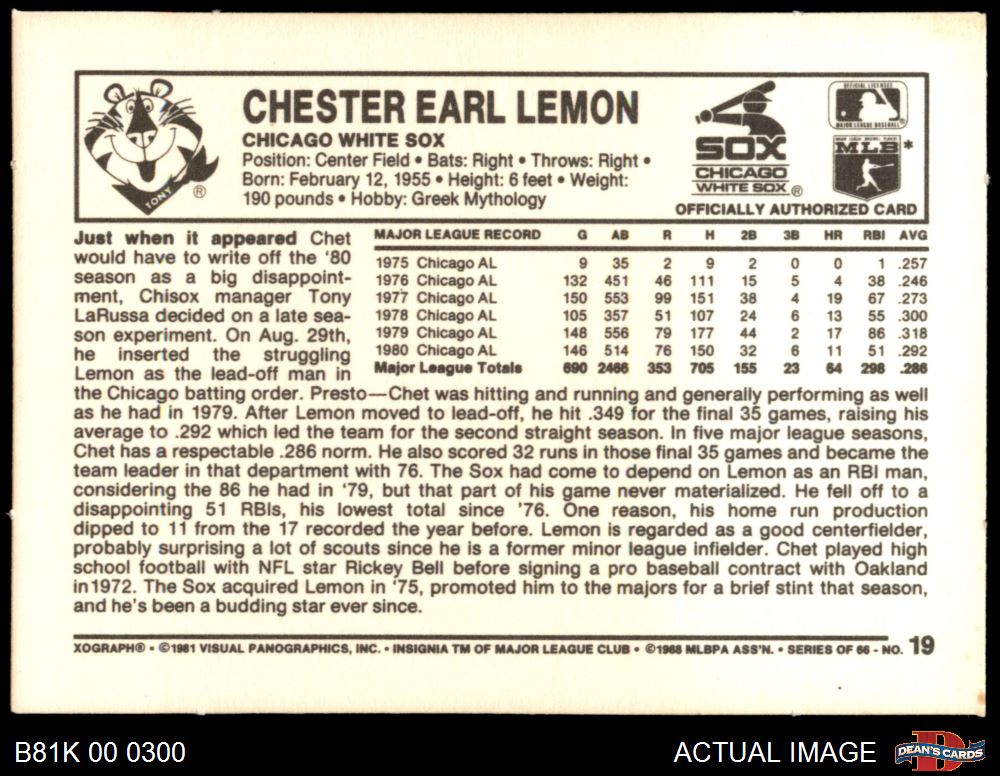 CHESTER EARL LEMON
CHICAGO WHITE SOX
Position: Center Field • Bats: Right • Throws: Right •
Born: February 12, 1955 • Height: 6 feet • Weight:
190 pounds • Hobby: Greek Mythology
TONY ®
SOX
CHICAGO
WHITE SOX ®
OFFICIAL LICENSEE
MAJOR LEAGUE BASEBALL
MLB *
OFFICIALLY AUTHORIZED CARD
Just when it appeared Chet
would have to write off the '80
season as a big disappoint-
ment, Chisox manager Tony
LaRussa decided on a late sea-
son experiment. On Aug. 29th,
he inserted the struggling
Lemon as the lead-off man in
MAJOR LEAGUE RECORD G AB R H 2B 3B HR RBI AVG
1975 Chicago AL 9 35 2 9 2 0 0 1 .257
1976 Chicago AL 132 451 46 111 15 5 4 38 .246
1977 Chicago AL 150 553 99 151 38 4 19 67 .273
1978 Chicago AL 105 357 51 107 24 6 13 55 .300
1979 Chicago AL 148 556 79 177 44 2 17 86 .318
1980 Chicago AL 146 514 76 150 32 6 11 51 .292
Major League Totals 690 2466 353 705 155 23 64 298 .286
the Chicago batting order. Presto—Chet was hitting and running and generally performing as well
as he had in 1979. After Lemon moved to lead-off, he hit .349 for the final 35 games, raising his
average to .292 which led the team for the second straight season. In five major league seasons,
Chet has a respectable .286 norm. He also scored 32 runs in those final 35 games and became the
team leader in that department with 76. The Sox had come to depend on Lemon as an RBI man,
considering the 86 he had in '79, but that part of his game never materialized. He fell off to a
disappointing 51 RBIs, his lowest total since '76. One reason, his home run production
dipped to 11 from the 17 recorded the year before. Lemon is regarded as a good centerfielder,
probably surprising a lot of scouts since he is a former minor league infielder. Chet played high
school football with NFL star Rickey Bell before signing a pro baseball contract with Oakland
in 1972. The Sox acquired Lemon in '75, promoted him to the majors for a brief stint that season,
and he's been a budding star ever since.
XOGRAPH® • ©1981 VISUAL PANOGRAPHICS, INC. • INSIGNIA TM OF MAJOR LEAGUE CLUB • ©1968 MLBPA ASS'N. • SERIES OF 66 - NO. 19
B81K 00 0300
ACTUAL IMAGE
DEAN'S CARDS